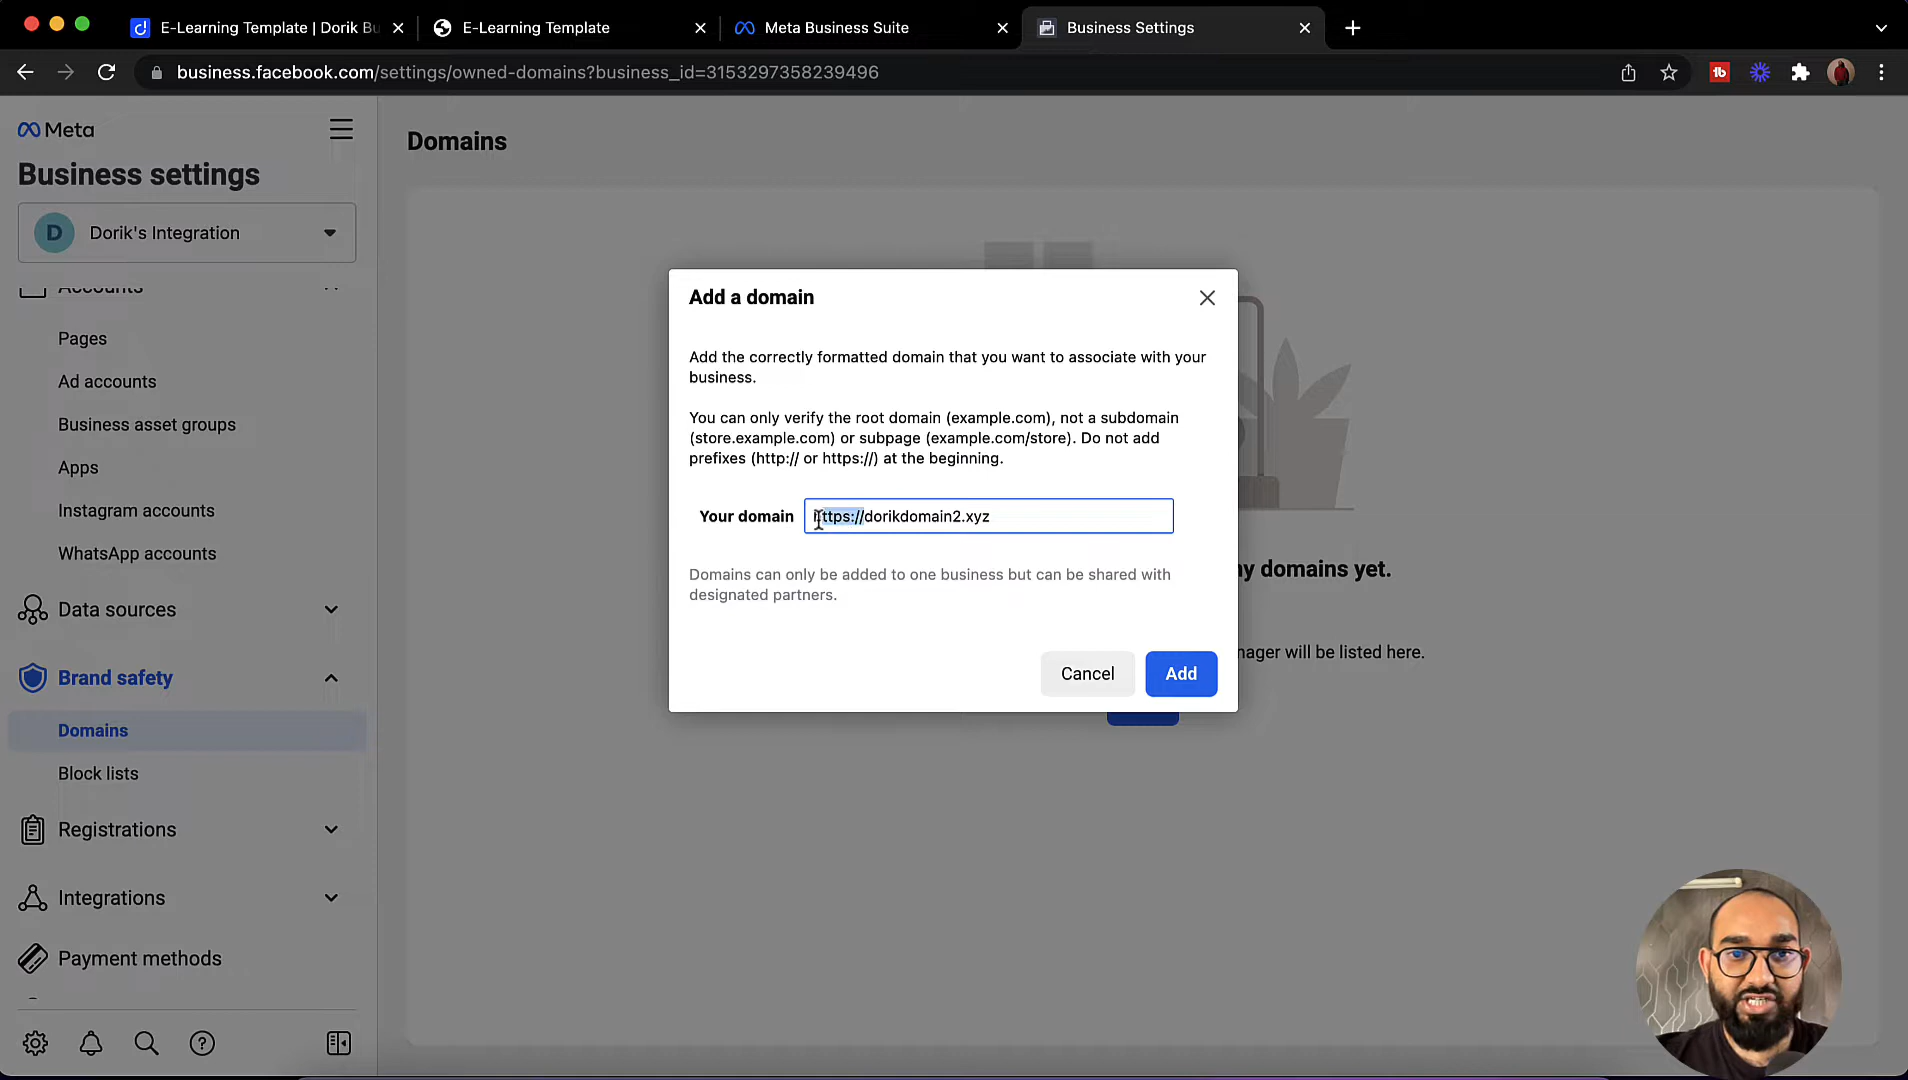 E-Learning Template | Dorik Bu
E-Learning Template
Meta Business Suite
Business Settings
business.facebook.com/settings/owned-domains?business_id=3153297358239496
Meta
Business settings
D
Dorik's Integration
Accounts
Pages
Ad accounts
Business asset groups
Apps
Instagram accounts
WhatsApp accounts
Data sources
Brand safety
Domains
Block lists
Registrations
Integrations
Payment methods
Domains
Add a domain
Add the correctly formatted domain that you want to associate with your
business.
You can only verify the root domain (example.com), not a subdomain
(store.example.com) or subpage (example.com/store). Do not add
prefixes (http:// or https://) at the beginning.
Your domain
https://dorikdomain2.xyz
Domains can only be added to one business but can be shared with
designated partners.
Cancel
Add
y domains yet.
nager will be listed here.